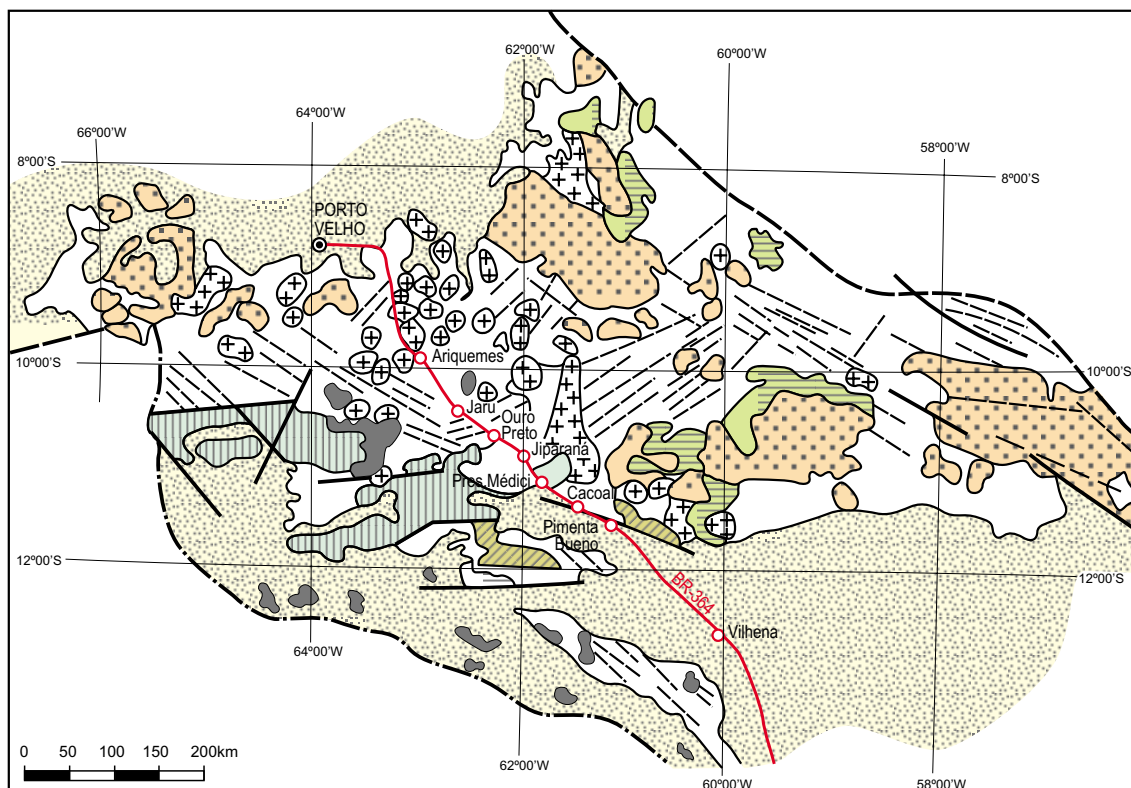 62º00'W
60º00'W
64º00'W
66º00'W
58º00'W
8º00'S
8º00'S
PORTO
VELHO
Ariquemes
10º00'S
10º00'S
Jaru
Ouro
Preto
Jiparaná
Pres.Médici
Cacoal
Pimenta
Bueno
12º00'S
12º00'S
BR-364
Vilhena
64º00'W
62º00'W
60º00'W
58º00'W
0 50 100 150 200km